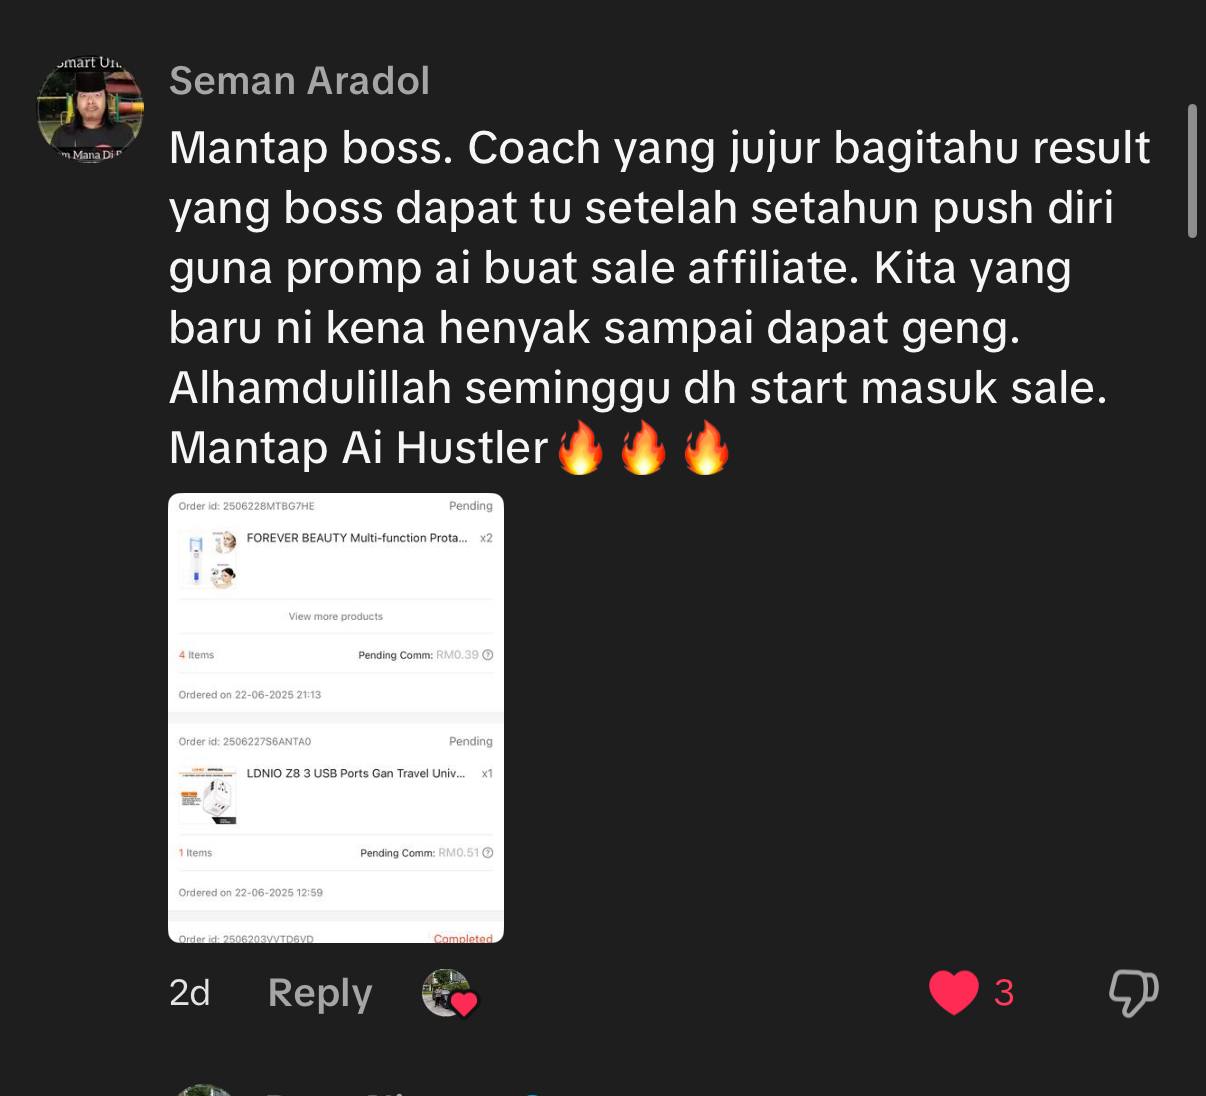 Smart Un
m Mana Di
Seman Aradol
Mantap boss. Coach yang jujur bagitahu result
yang boss dapat tu setelah setahun push diri
guna promp ai buat sale affiliate. Kita yang
baru ni kena henyak sampai dapat geng.
Alhamdulillah seminggu dh start masuk sale.
Mantap Ai Hustler🔥🔥🔥
Order id: 2506228MTBG7HE Pending
FOREVER BEAUTY Multi-function Prota... x2
View more products
4 Items Pending Comm: RM0.39
Ordered on 22-06-2025 21:13
Order id: 2506227S6ANTA0 Pending
LDNIO Z8 3 USB Ports Gan Travel Univ... x1
1 Items Pending Comm: RM0.51
Ordered on 22-06-2025 12:59
Order id: 2506203VVTD6VD Completed
2d Reply 3